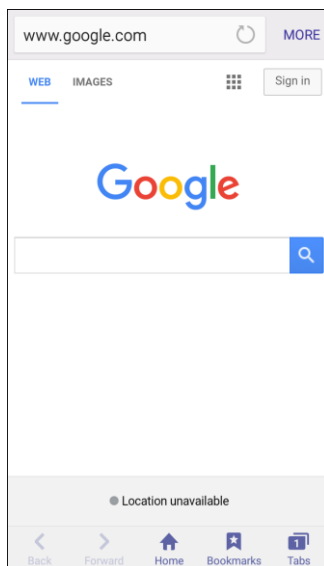 www.google.com MORE
WEB IMAGES Sign in
Google
Location unavailable
Back Forward Home Bookmarks 1 Tabs